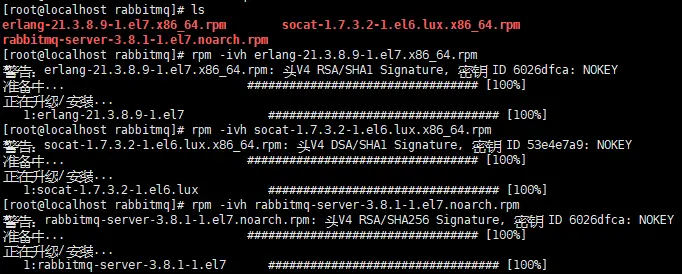 [root@localhost rabbitmq]# ls
erlang-21.3.8.9-1.el7.x86_64.rpm socat-1.7.3.2-1.el6.lux.x86_64.rpm
rabbitmq-server-3.8.1-1.el7.noarch.rpm
[root@localhost rabbitmq]# rpm -ivh erlang-21.3.8.9-1.el7.x86_64.rpm
警告：erlang-21.3.8.9-1.el7.x86_64.rpm: 头V4 RSA/SHA1 Signature, 密钥 ID 6026dfca: NOKEY
准备中... ################################# [100%]
正在升级/安装...
1:erlang-21.3.8.9-1.el7 ################################# [100%]
[root@localhost rabbitmq]# rpm -ivh socat-1.7.3.2-1.el6.lux.x86_64.rpm
警告：socat-1.7.3.2-1.el6.lux.x86_64.rpm: 头V4 DSA/SHA1 Signature, 密钥 ID 53e4e7a9: NOKEY
准备中... ################################# [100%]
正在升级/安装...
1:socat-1.7.3.2-1.el6.lux ################################# [100%]
[root@localhost rabbitmq]# rpm -ivh rabbitmq-server-3.8.1-1.el7.noarch.rpm
警告：rabbitmq-server-3.8.1-1.el7.noarch.rpm: 头V4 RSA/SHA256 Signature, 密钥 ID 6026dfca: NOKEY
准备中... ################################# [100%]
正在升级/安装...
1:rabbitmq-server-3.8.1-1.el7 ################################# [100%]